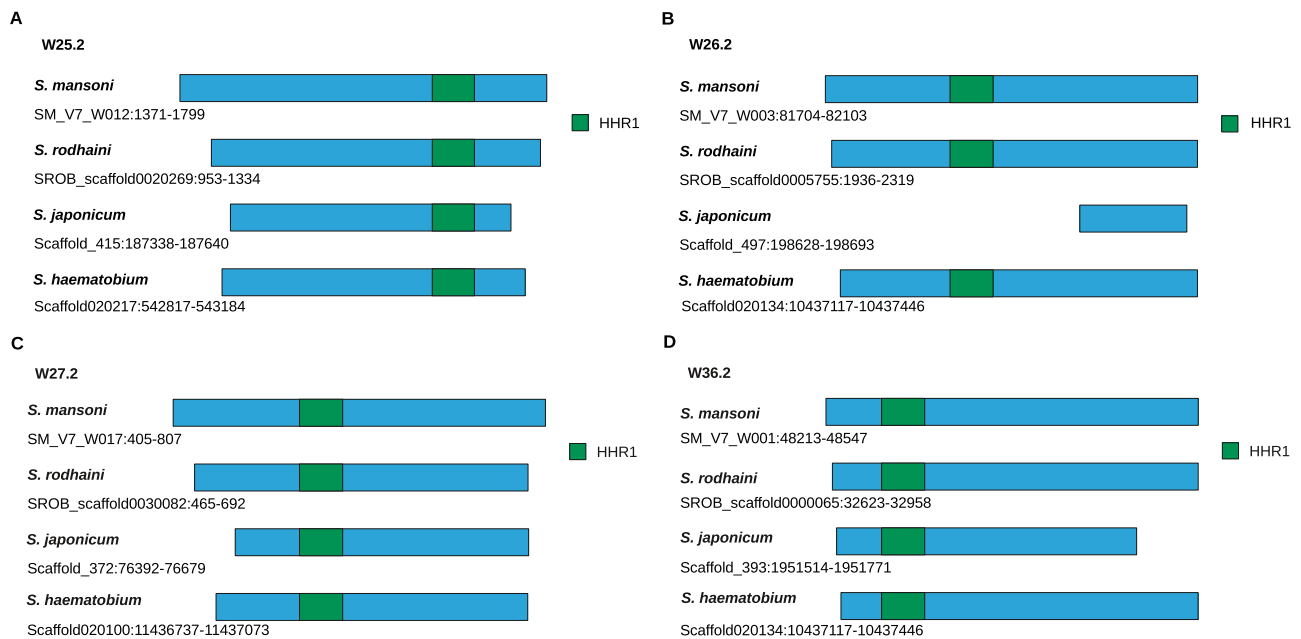 A
W25.2
S. mansoni
SM_V7_W012:1371-1799
HHR1
S. rodhaini
SROB_scaffold0020269:953-1334
S. japonicum
Scaffold_415:187338-187640
S. haematobium
Scaffold020217:542817-543184
B
W26.2
S. mansoni
SM_V7_W003:81704-82103
HHR1
S. rodhaini
SROB_scaffold0005755:1936-2319
S. japonicum
Scaffold_497:198628-198693
S. haematobium
Scaffold020134:10437117-10437446
C
W27.2
S. mansoni
SM_V7_W017:405-807
HHR1
S. rodhaini
SROB_scaffold0030082:465-692
S. japonicum
Scaffold_372:76392-76679
S. haematobium
Scaffold020100:11436737-11437073
D
W36.2
S. mansoni
SM_V7_W001:48213-48547
HHR1
S. rodhaini
SROB_scaffold0000065:32623-32958
S. japonicum
Scaffold_393:1951514-1951771
S. haematobium
Scaffold020134:10437117-10437446